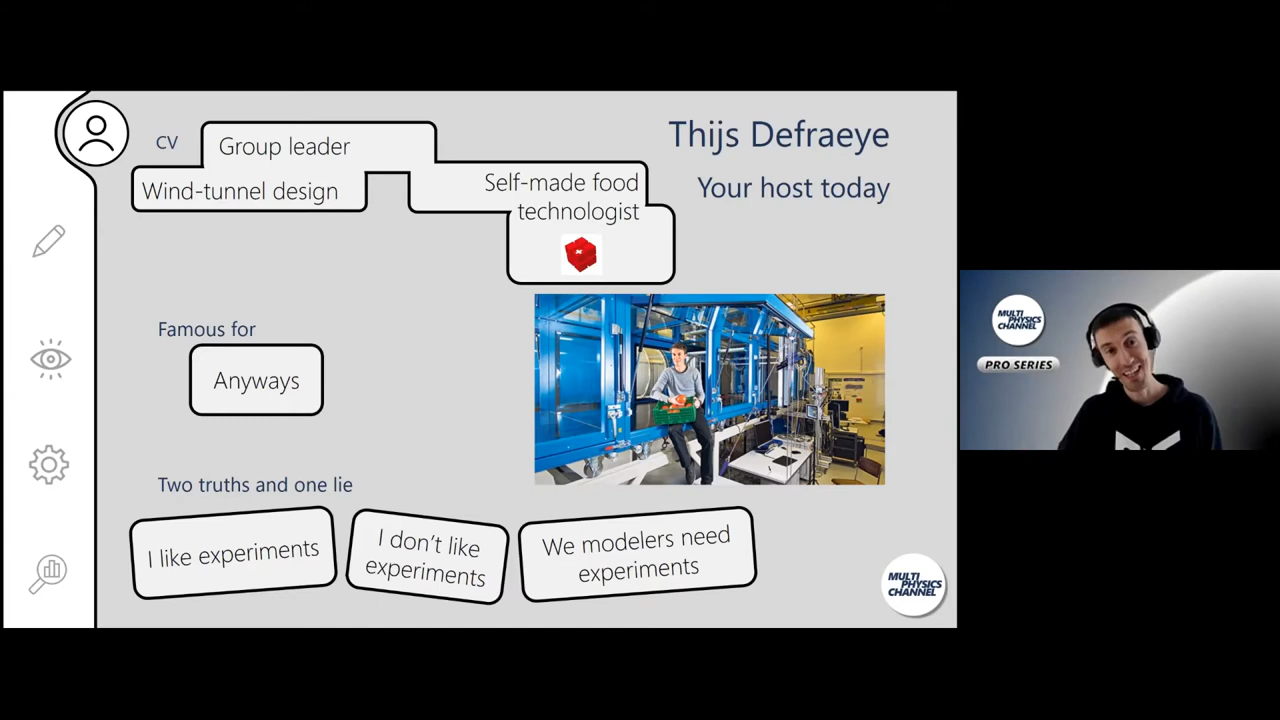 CV
Group leader
Wind-tunnel design
Self-made food
technologist
Thijs Defraeye
Your host today
Famous for
Anyways
Two truths and one lie
I like experiments
I don't like
experiments
We modelers need
experiments
MULTI
PHYSICS
CHANNEL
MULTI
PHYSICS
CHANNEL
PRO SERIES